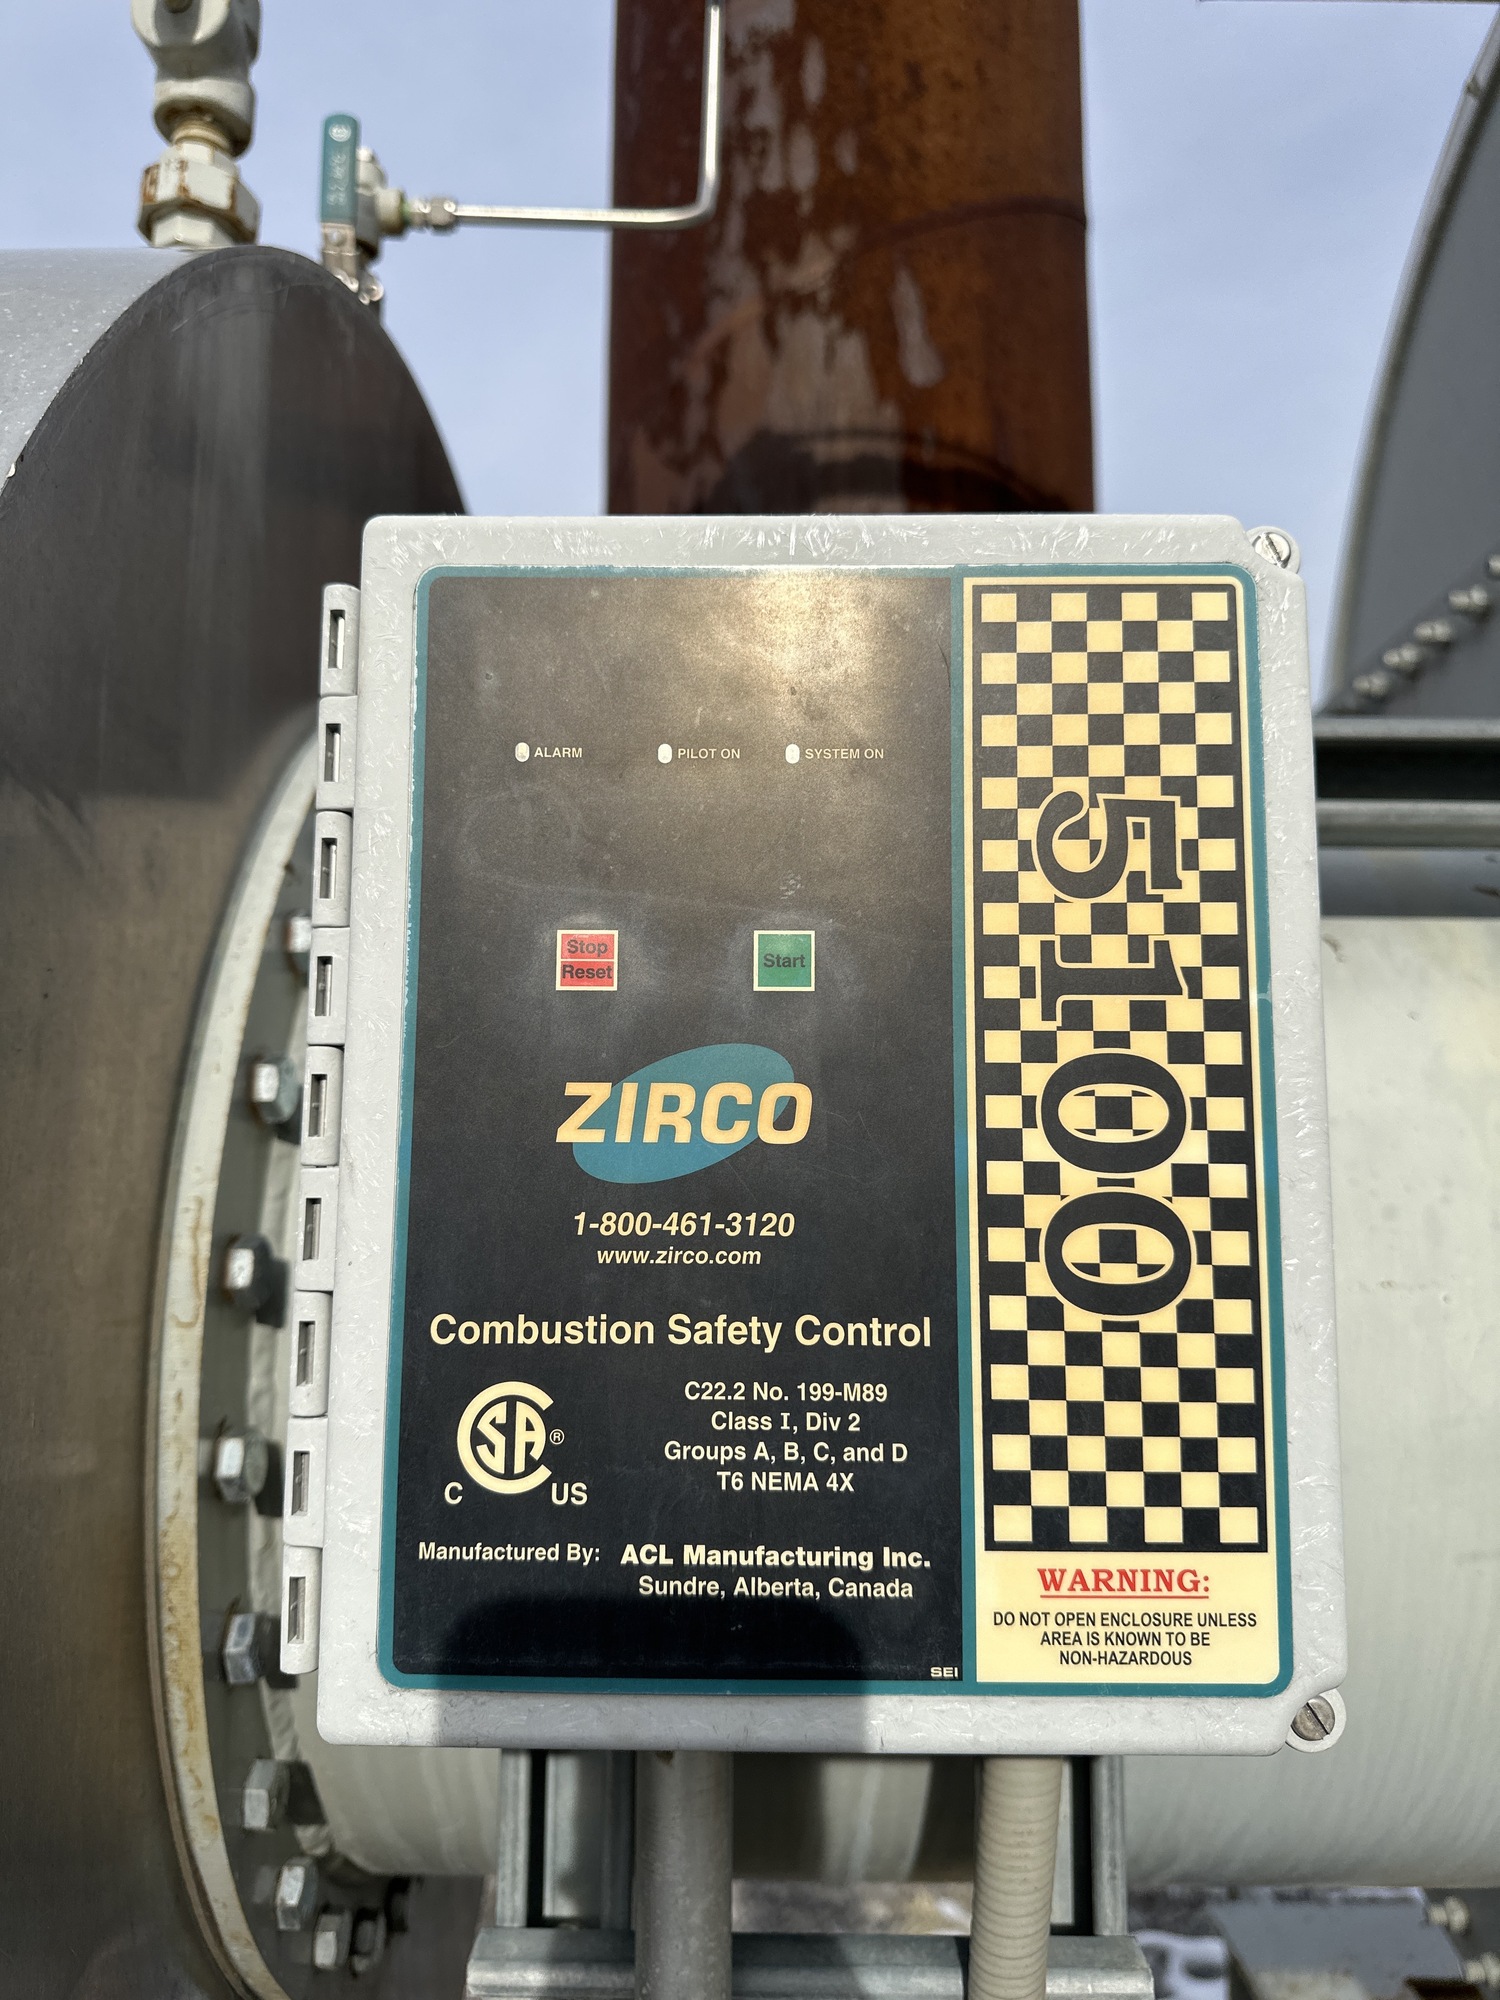 ALARM
PILOT ON
SYSTEM ON
Stop
Reset
Start
ZIRCO
1-800-461-3120
www.zirco.com
Combustion Safety Control
C22.2 No. 199-M89
Class I, Div 2
Groups A, B, C, and D
T6 NEMA 4X
CSA®
C US
Manufactured By: ACL Manufacturing Inc.
Sundre, Alberta, Canada
SEI
5100
WARNING:
DO NOT OPEN ENCLOSURE UNLESS
AREA IS KNOWN TO BE
NON-HAZARDOUS